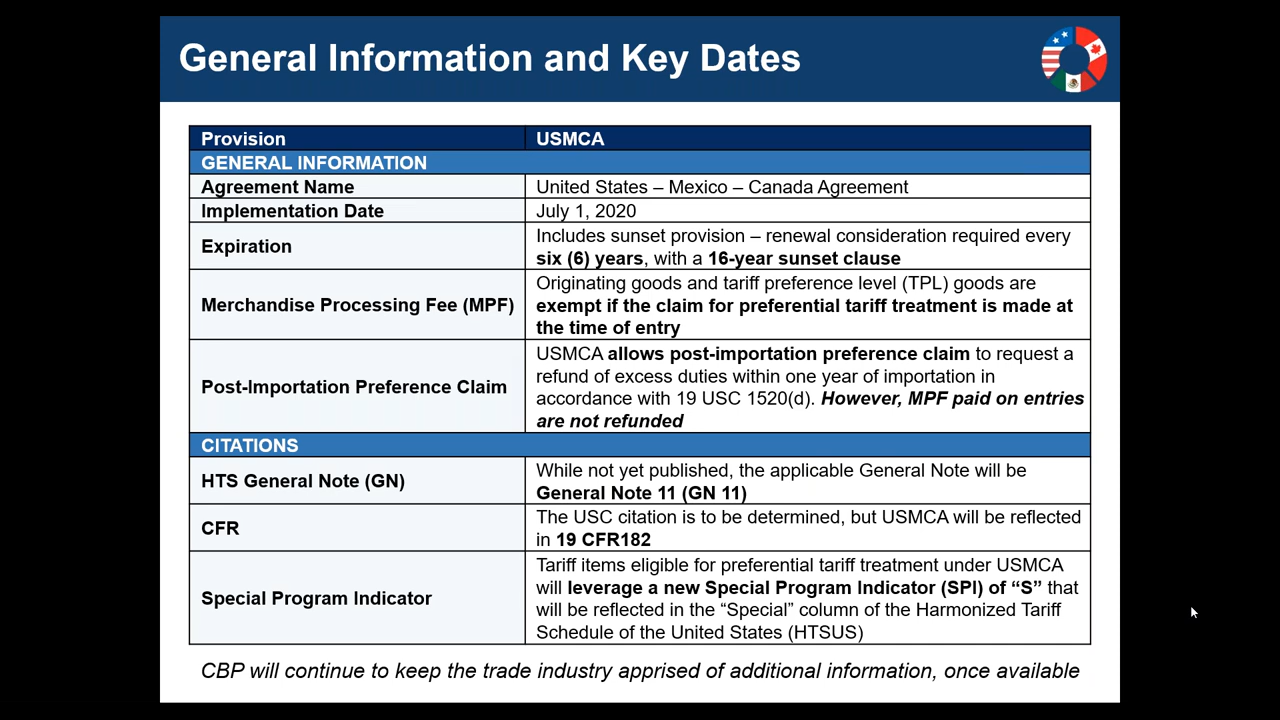 General Information and Key Dates
Provision
USMCA
GENERAL INFORMATION
Agreement Name
United States – Mexico – Canada Agreement
Implementation Date
July 1, 2020
Expiration
Includes sunset provision – renewal consideration required every
six (6) years, with a 16-year sunset clause
Merchandise Processing Fee (MPF)
Originating goods and tariff preference level (TPL) goods are
exempt if the claim for preferential tariff treatment is made at
the time of entry
Post-Importation Preference Claim
USMCA allows post-importation preference claim to request a
refund of excess duties within one year of importation in
accordance with 19 USC 1520(d). However, MPF paid on entries
are not refunded
CITATIONS
HTS General Note (GN)
While not yet published, the applicable General Note will be
General Note 11 (GN 11)
CFR
The USC citation is to be determined, but USMCA will be reflected
in 19 CFR182
Special Program Indicator
Tariff items eligible for preferential tariff treatment under USMCA
will leverage a new Special Program Indicator (SPI) of “S” that
will be reflected in the “Special” column of the Harmonized Tariff
Schedule of the United States (HTSUS)
CBP will continue to keep the trade industry apprised of additional information, once available